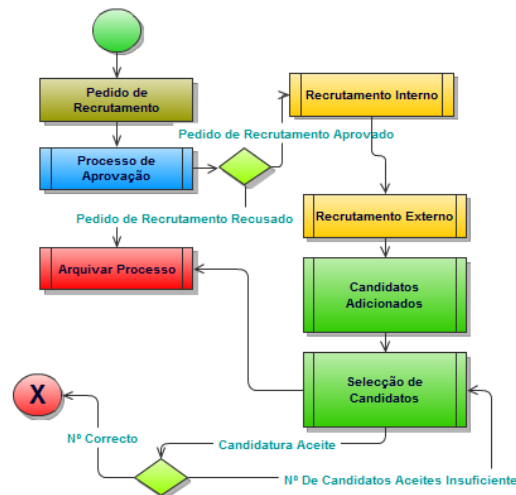 Pedido de
Recrutamento
Recrutamento Interno
Pedido de Recrutamento Aprovado
Processo de
Aprovação
Pedido de Recrutamento Recusado
Recrutamento Externo
Arquivar Processo
Candidatos
Adicionados
Selecção de
Candidatos
X
Nº Correcto
Candidatura Aceite
Nº De Candidatos Aceites Insuficiente